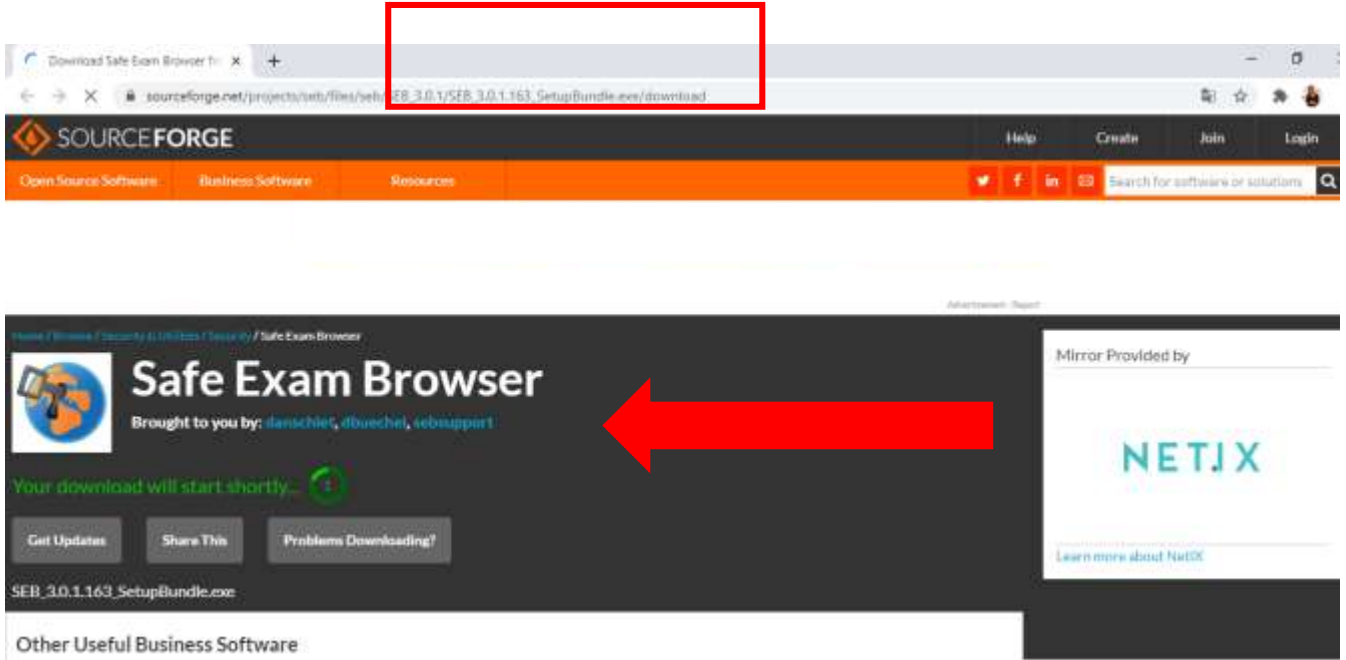 Download Safe Exam Browser fr
sourceforge.net/projects/seb/files/seb/SEB_3.0.1/SEB_3.0.1.163_SetupBundle.exe/download
SOURCEFORGE
Help Create Join Login
Open Source Software Business Software Resources
Search for software or solutions
Advertisement - Report
Home / Browse / Security & Utilities / Security / Safe Exam Browser
Safe Exam Browser
Brought to you by: danschlet, dbuechel, sebsupport
Your download will start shortly...
Get Updates Share This Problems Downloading?
SEB_3.0.1.163_SetupBundle.exe
Mirror Provided by
NETIX
Learn more about NetIX
Other Useful Business Software